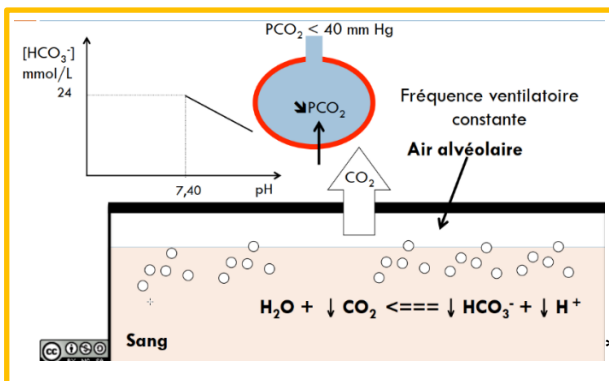 PCO₂ < 40 mm Hg
[HCO₃⁻]
mmol/L
24
7,40
pH
↘PCO₂
Fréquence ventilatoire
constante
Air alvéolaire
CO₂
H₂O + ↓ CO₂ <=== ↓ HCO₃⁻ + ↓ H⁺
Sang
cc